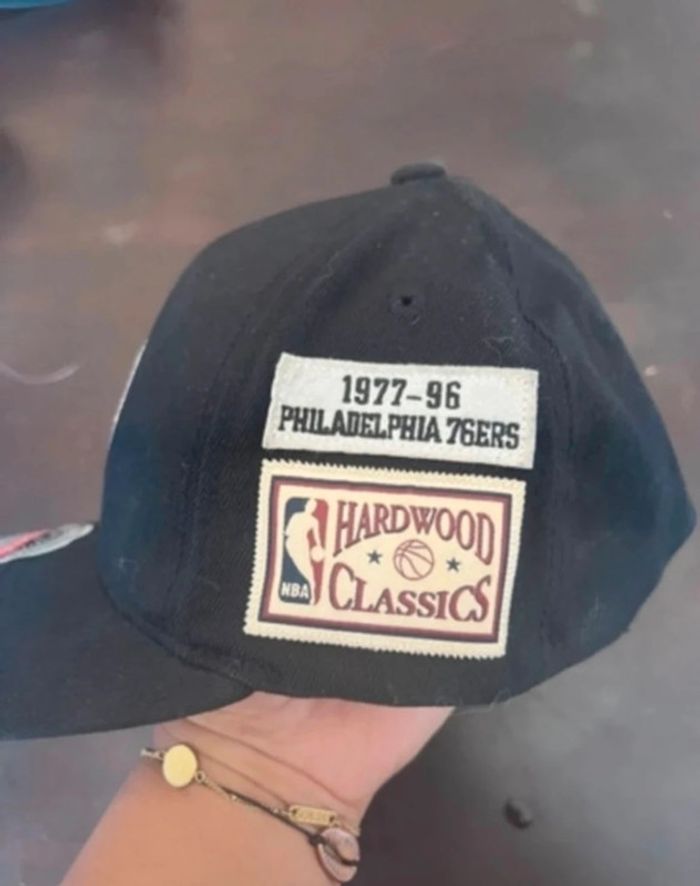 1977-96
PHILADELPHIA 76ERS
HARDWOOD
NBA
CLASSICS